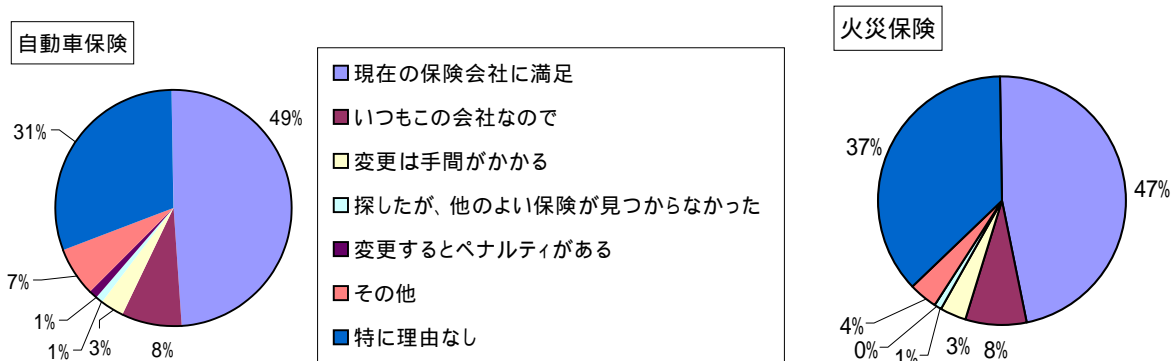 自動車保険
49%
8%
3%
1%
1%
7%
31%
現在の保険会社に満足
いつもこの会社なので
変更は手間がかかる
探したが、他のよい保険が見つからなかった
変更するとペナルティがある
その他
特に理由なし
火災保険
47%
8%
3%
1%
0%
4%
37%